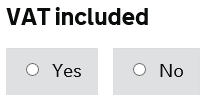 VAT included
Yes No